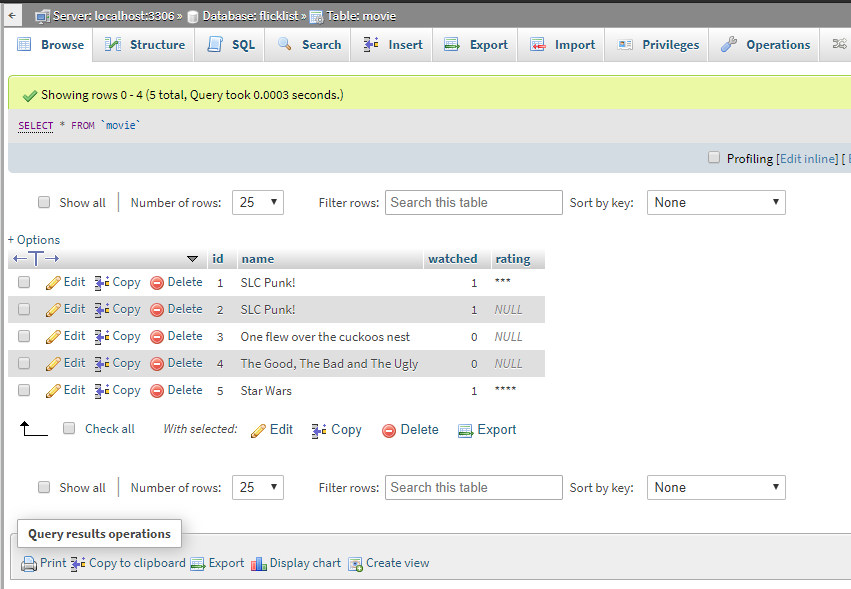 Server: localhost:3306 » Database: flicklist » Table: movie
Browse Structure SQL Search Insert Export Import Privileges Operations
Showing rows 0 - 4 (5 total, Query took 0.0003 seconds.)
SELECT * FROM `movie`
Profiling [Edit inline] [
Show all Number of rows: 25 Filter rows: Search this table Sort by key: None
+ Options
id name watched rating
Edit Copy Delete 1 SLC Punk! 1 ***
Edit Copy Delete 2 SLC Punk! 1 NULL
Edit Copy Delete 3 One flew over the cuckoos nest 0 NULL
Edit Copy Delete 4 The Good, The Bad and The Ugly 0 NULL
Edit Copy Delete 5 Star Wars 1 ****
Check all With selected: Edit Copy Delete Export
Show all Number of rows: 25 Filter rows: Search this table Sort by key: None
Query results operations
Print Copy to clipboard Export Display chart Create view